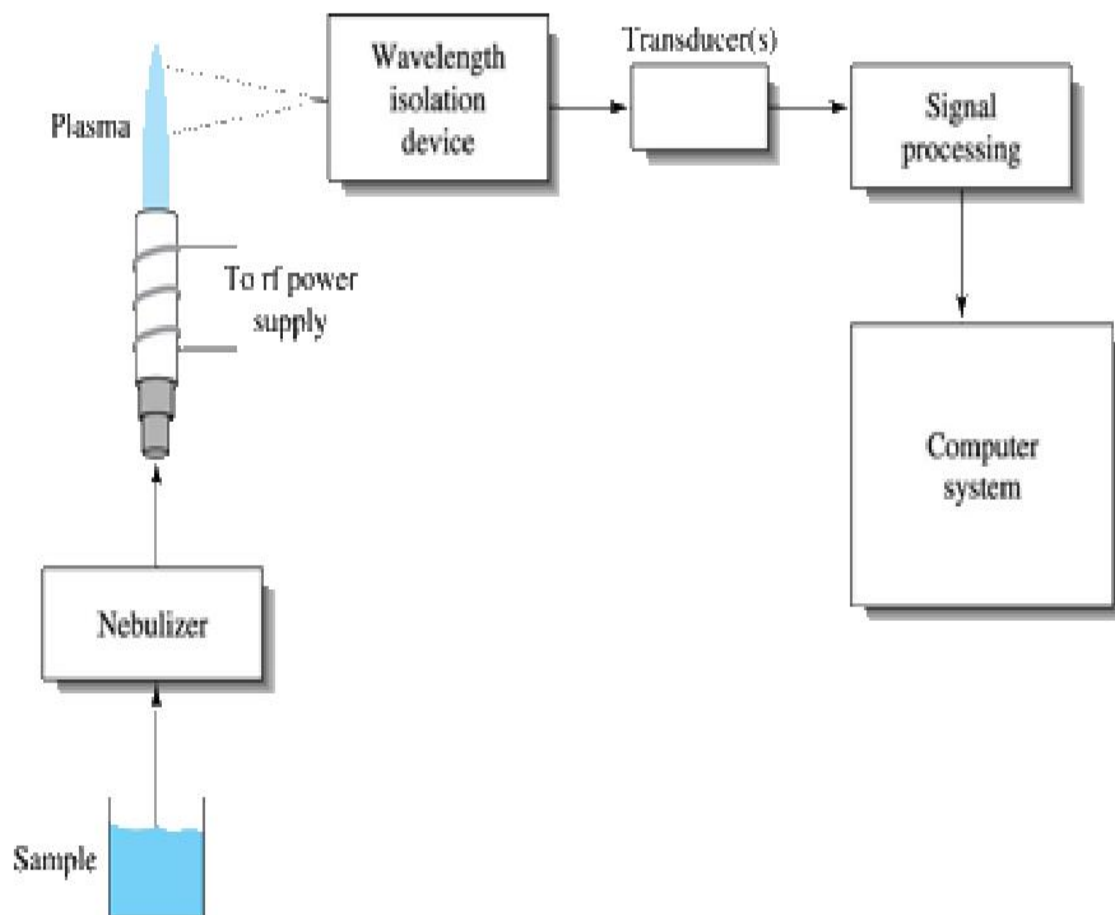 Transducer(s)
Wavelength
isolation
device
Plasma
Signal
processing
To rf power
supply
Computer
system
Nebulizer
Sample